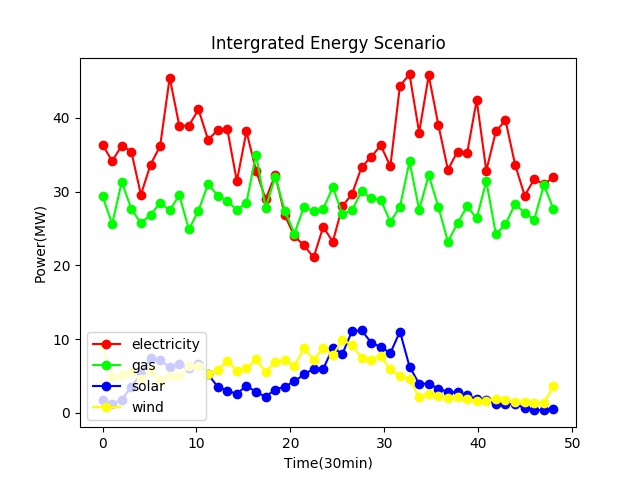 Intergrated Energy Scenario
Power(MW)
40
30
20
10
0
electricity
gas
solar
wind
0 10 20 30 40 50
Time(30min)